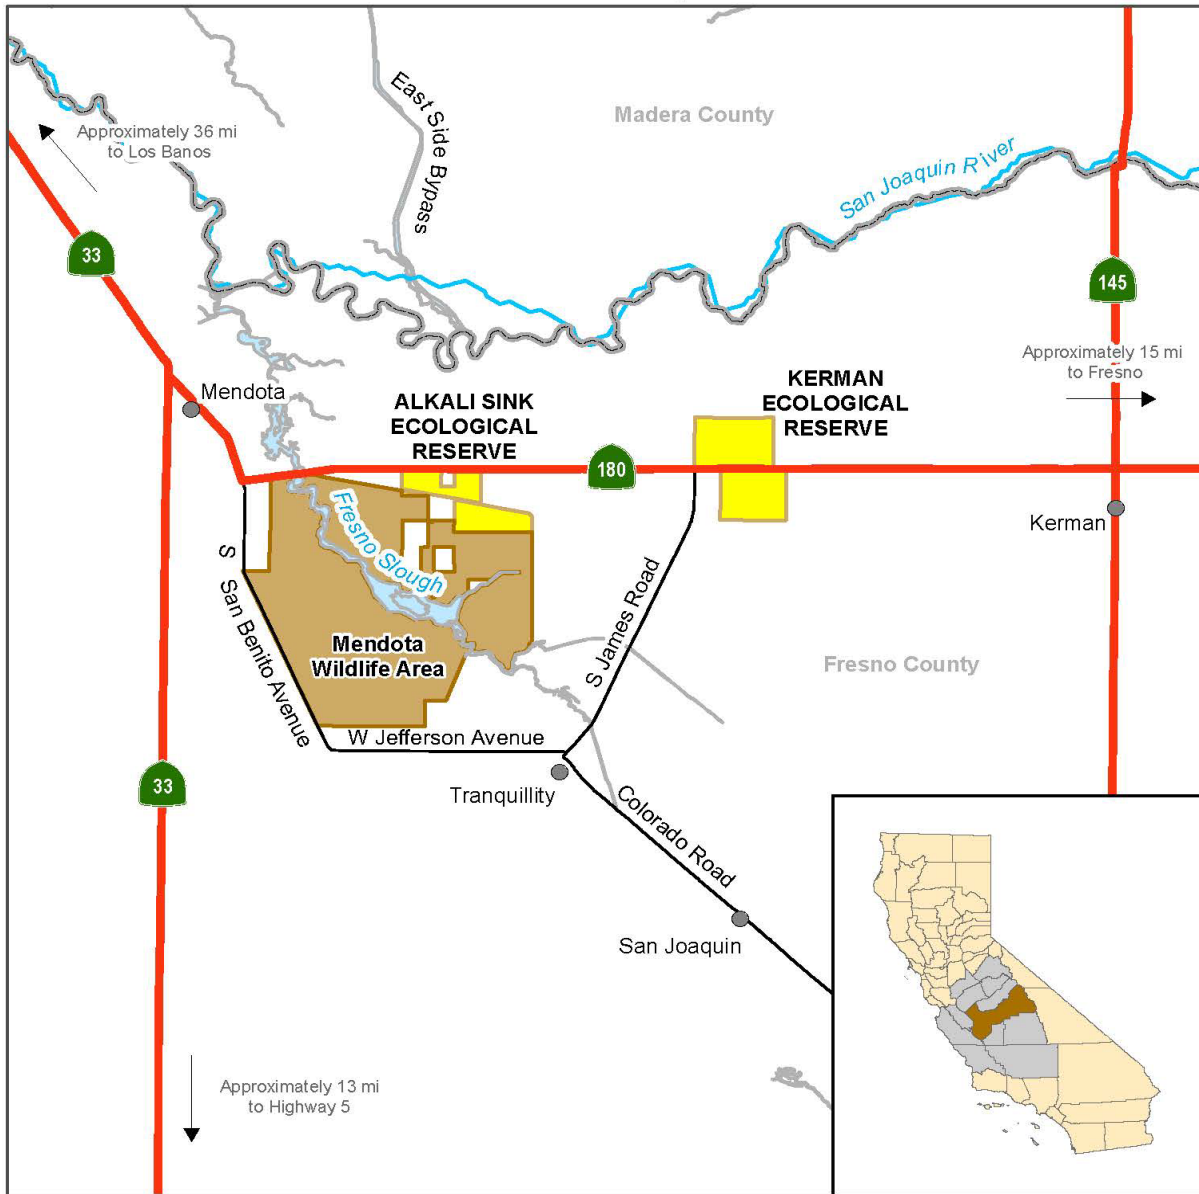 East Side Bypass
Madera County
Approximately 36 mi
to Los Banos
San Joaquin River
33
145
Approximately 15 mi
to Fresno
KERMAN
ECOLOGICAL
RESERVE
Mendota
ALKALI SINK
ECOLOGICAL
RESERVE
180
Fresno Slough
Kerman
S
San Benito Avenue
S James Road
Mendota
Wildlife Area
Fresno County
W Jefferson Avenue
33
Tranquillity
Colorado Road
San Joaquin
Approximately 13 mi
to Highway 5